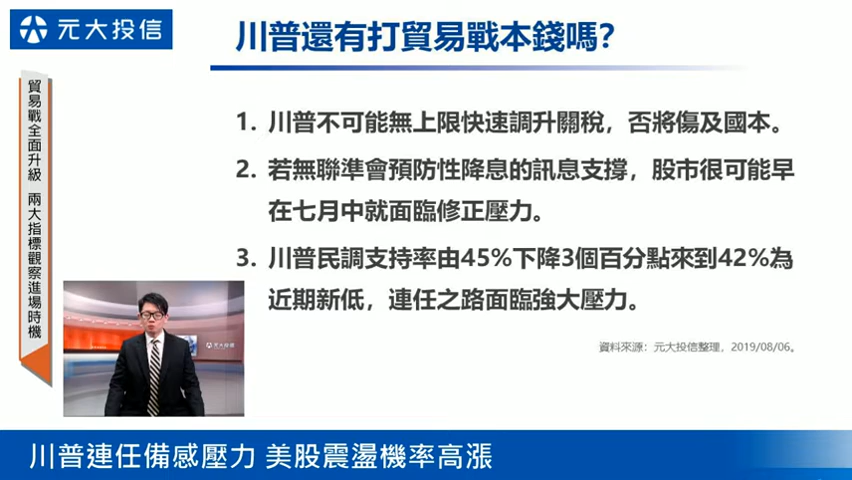 元大投信
川普還有打貿易戰本錢嗎?
貿易戰全面升級 兩大指標觀察進場時機
1. 川普不可能無上限快速調升關稅，否將傷及國本。
2. 若無聯準會預防性降息的訊息支撐，股市很可能早
在七月中就面臨修正壓力。
3. 川普民調支持率由45%下降3個百分點來到42%為
近期新低，連任之路面臨強大壓力。
資料來源：元大投信整理，2019/08/06。
元大投信
川普連任備感壓力 美股震盪機率高漲